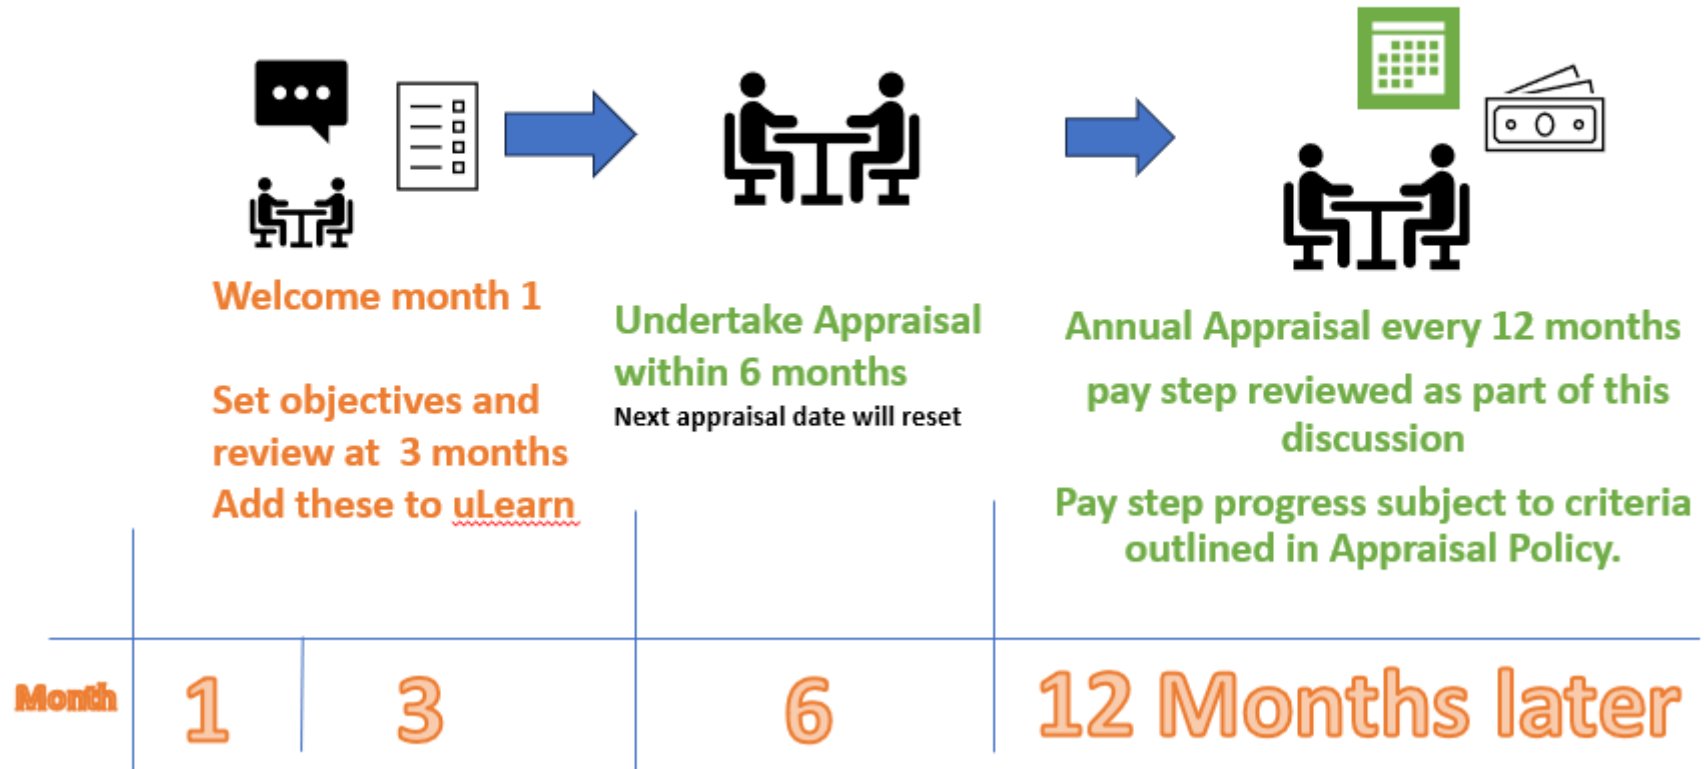 Welcome month 1
Set objectives and
review at 3 months
Add these to uLearn
Undertake Appraisal
within 6 months
Next appraisal date will reset
Annual Appraisal every 12 months
pay step reviewed as part of this
discussion
Pay step progress subject to criteria
outlined in Appraisal Policy.
Month 1 3 6 12 Months later